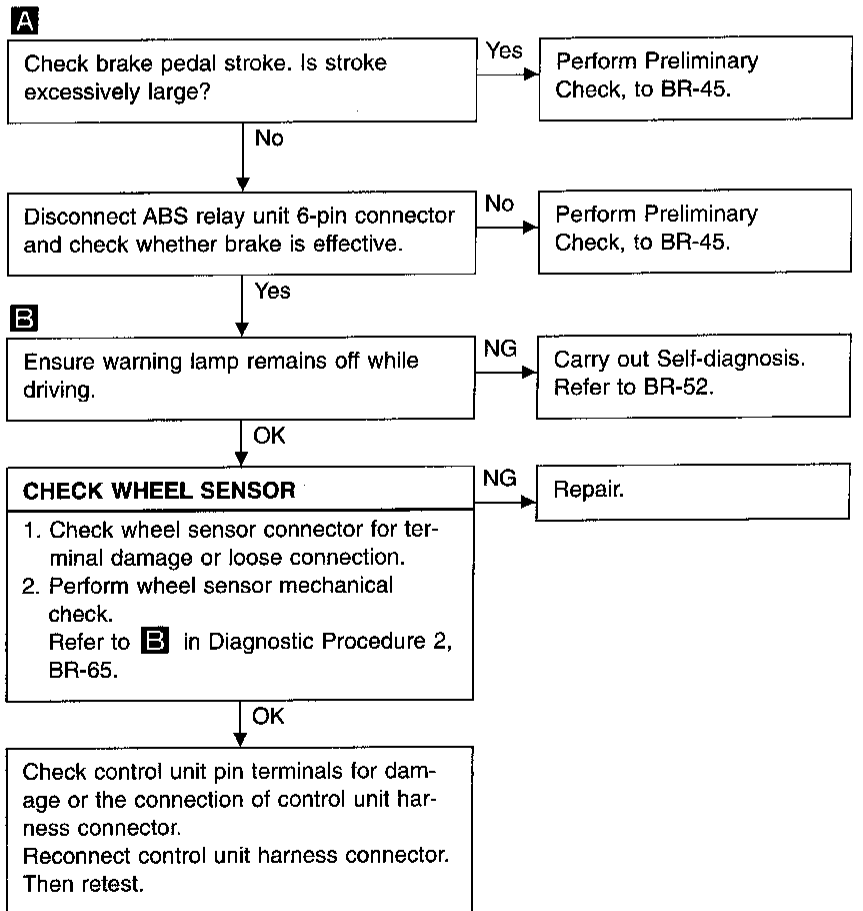 A
Check brake pedal stroke. Is stroke
excessively large?
Yes
Perform Preliminary
Check, to BR-45.
No
Disconnect ABS relay unit 6-pin connector
and check whether brake is effective.
No
Perform Preliminary
Check, to BR-45.
Yes
B
Ensure warning lamp remains off while
driving.
NG
Carry out Self-diagnosis.
Refer to BR-52.
OK
CHECK WHEEL SENSOR
NG
Repair.
1. Check wheel sensor connector for ter-
minal damage or loose connection.
2. Perform wheel sensor mechanical
check.
Refer to B in Diagnostic Procedure 2,
BR-65.
OK
Check control unit pin terminals for dam-
age or the connection of control unit har-
ness connector.
Reconnect control unit harness connector.
Then retest.